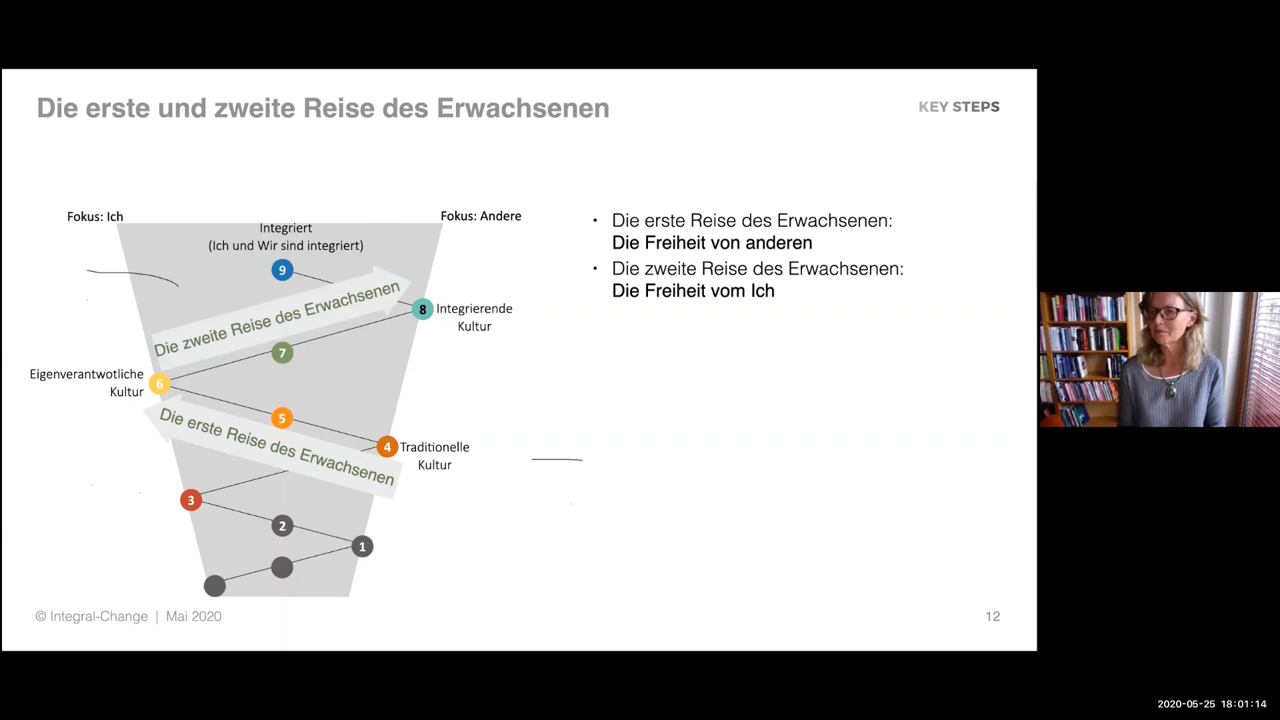 Die erste und zweite Reise des Erwachsenen
KEY STEPS
Fokus: Ich
Fokus: Andere
Integriert
(Ich und Wir sind integriert)
9
Die zweite Reise des Erwachsenen
8
Integrierende
Kultur
7
Eigenverantwotliche
Kultur
6
5
Die erste Reise des Erwachsenen
4
Traditionelle
Kultur
3
2
1
• Die erste Reise des Erwachsenen:
Die Freiheit von anderen
• Die zweite Reise des Erwachsenen:
Die Freiheit vom Ich
© Integral-Change | Mai 2020
12
2020-05-25 18:01:14